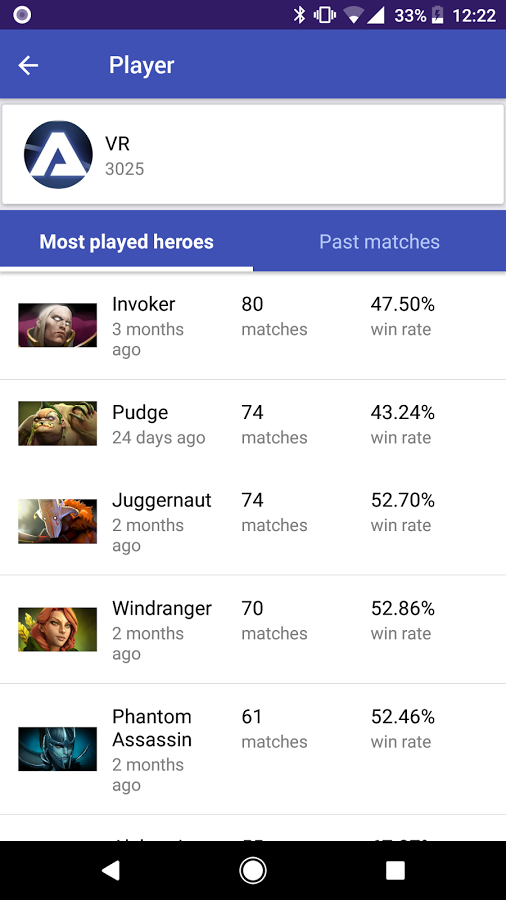 33% 12:22
Player
VR
3025
Most played heroes Past matches
Invoker 80 47.50%
3 months matches win rate
ago
Pudge 74 43.24%
24 days ago matches win rate
Juggernaut 74 52.70%
2 months matches win rate
ago
Windranger 70 52.86%
2 months matches win rate
ago
Phantom 61 52.46%
Assassin matches win rate
2 months
ago